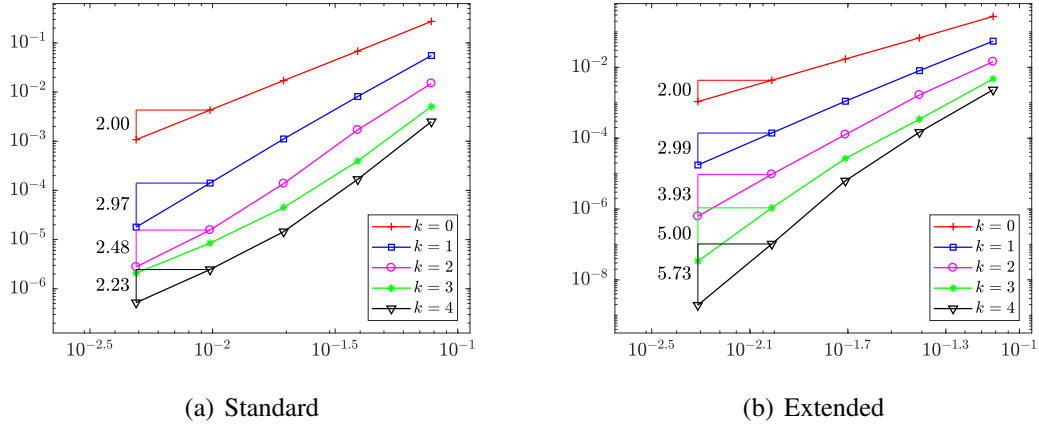 10^-1
10^-2
10^-3
10^-4
10^-5
10^-6
2.00
2.97
2.48
2.23
k = 0
k = 1
k = 2
k = 3
k = 4
10^-2.5
10^-2
10^-1.5
10^-1
(a) Standard
10^-2
10^-4
10^-6
10^-8
2.00
2.99
3.93
5.00
5.73
k = 0
k = 1
k = 2
k = 3
k = 4
10^-2.5
10^-2.1
10^-1.7
10^-1.3
10^-1
(b) Extended